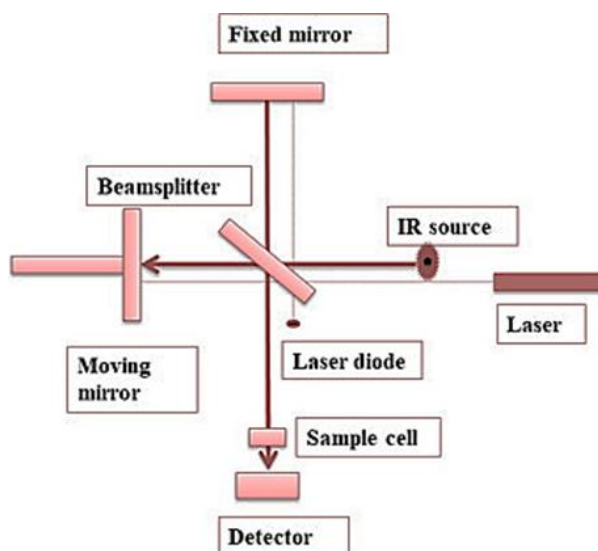 Fixed mirror
Beamsplitter
IR source
Laser
Laser diode
Moving
mirror
Sample cell
Detector